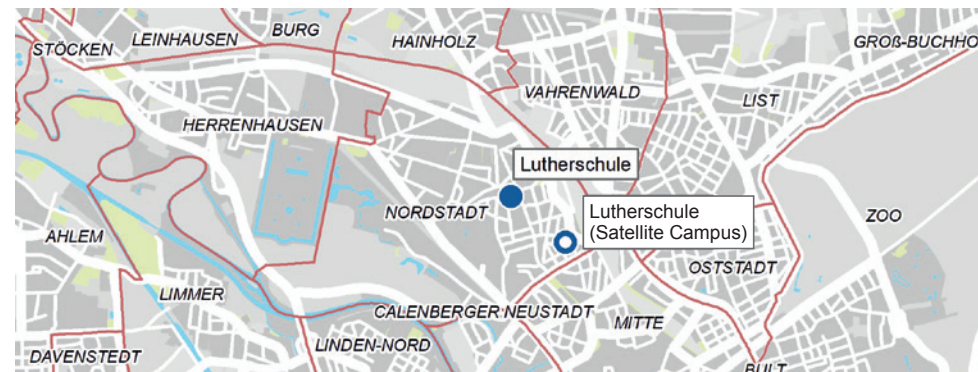 BURG
LEINHAUSEN
HAINHOLZ
STÖCKEN
GROß-BUCHHO
VAHRENWALD
LIST
HERRENHAUSEN
Lutherschule
NORDSTADT
Lutherschule
(Satellite Campus)
ZOO
AHLEM
OSTSTADT
LIMMER
CALENBERGER NEUSTADT
MITTE
LINDEN-NORD
DAVENSTEDT
BULT